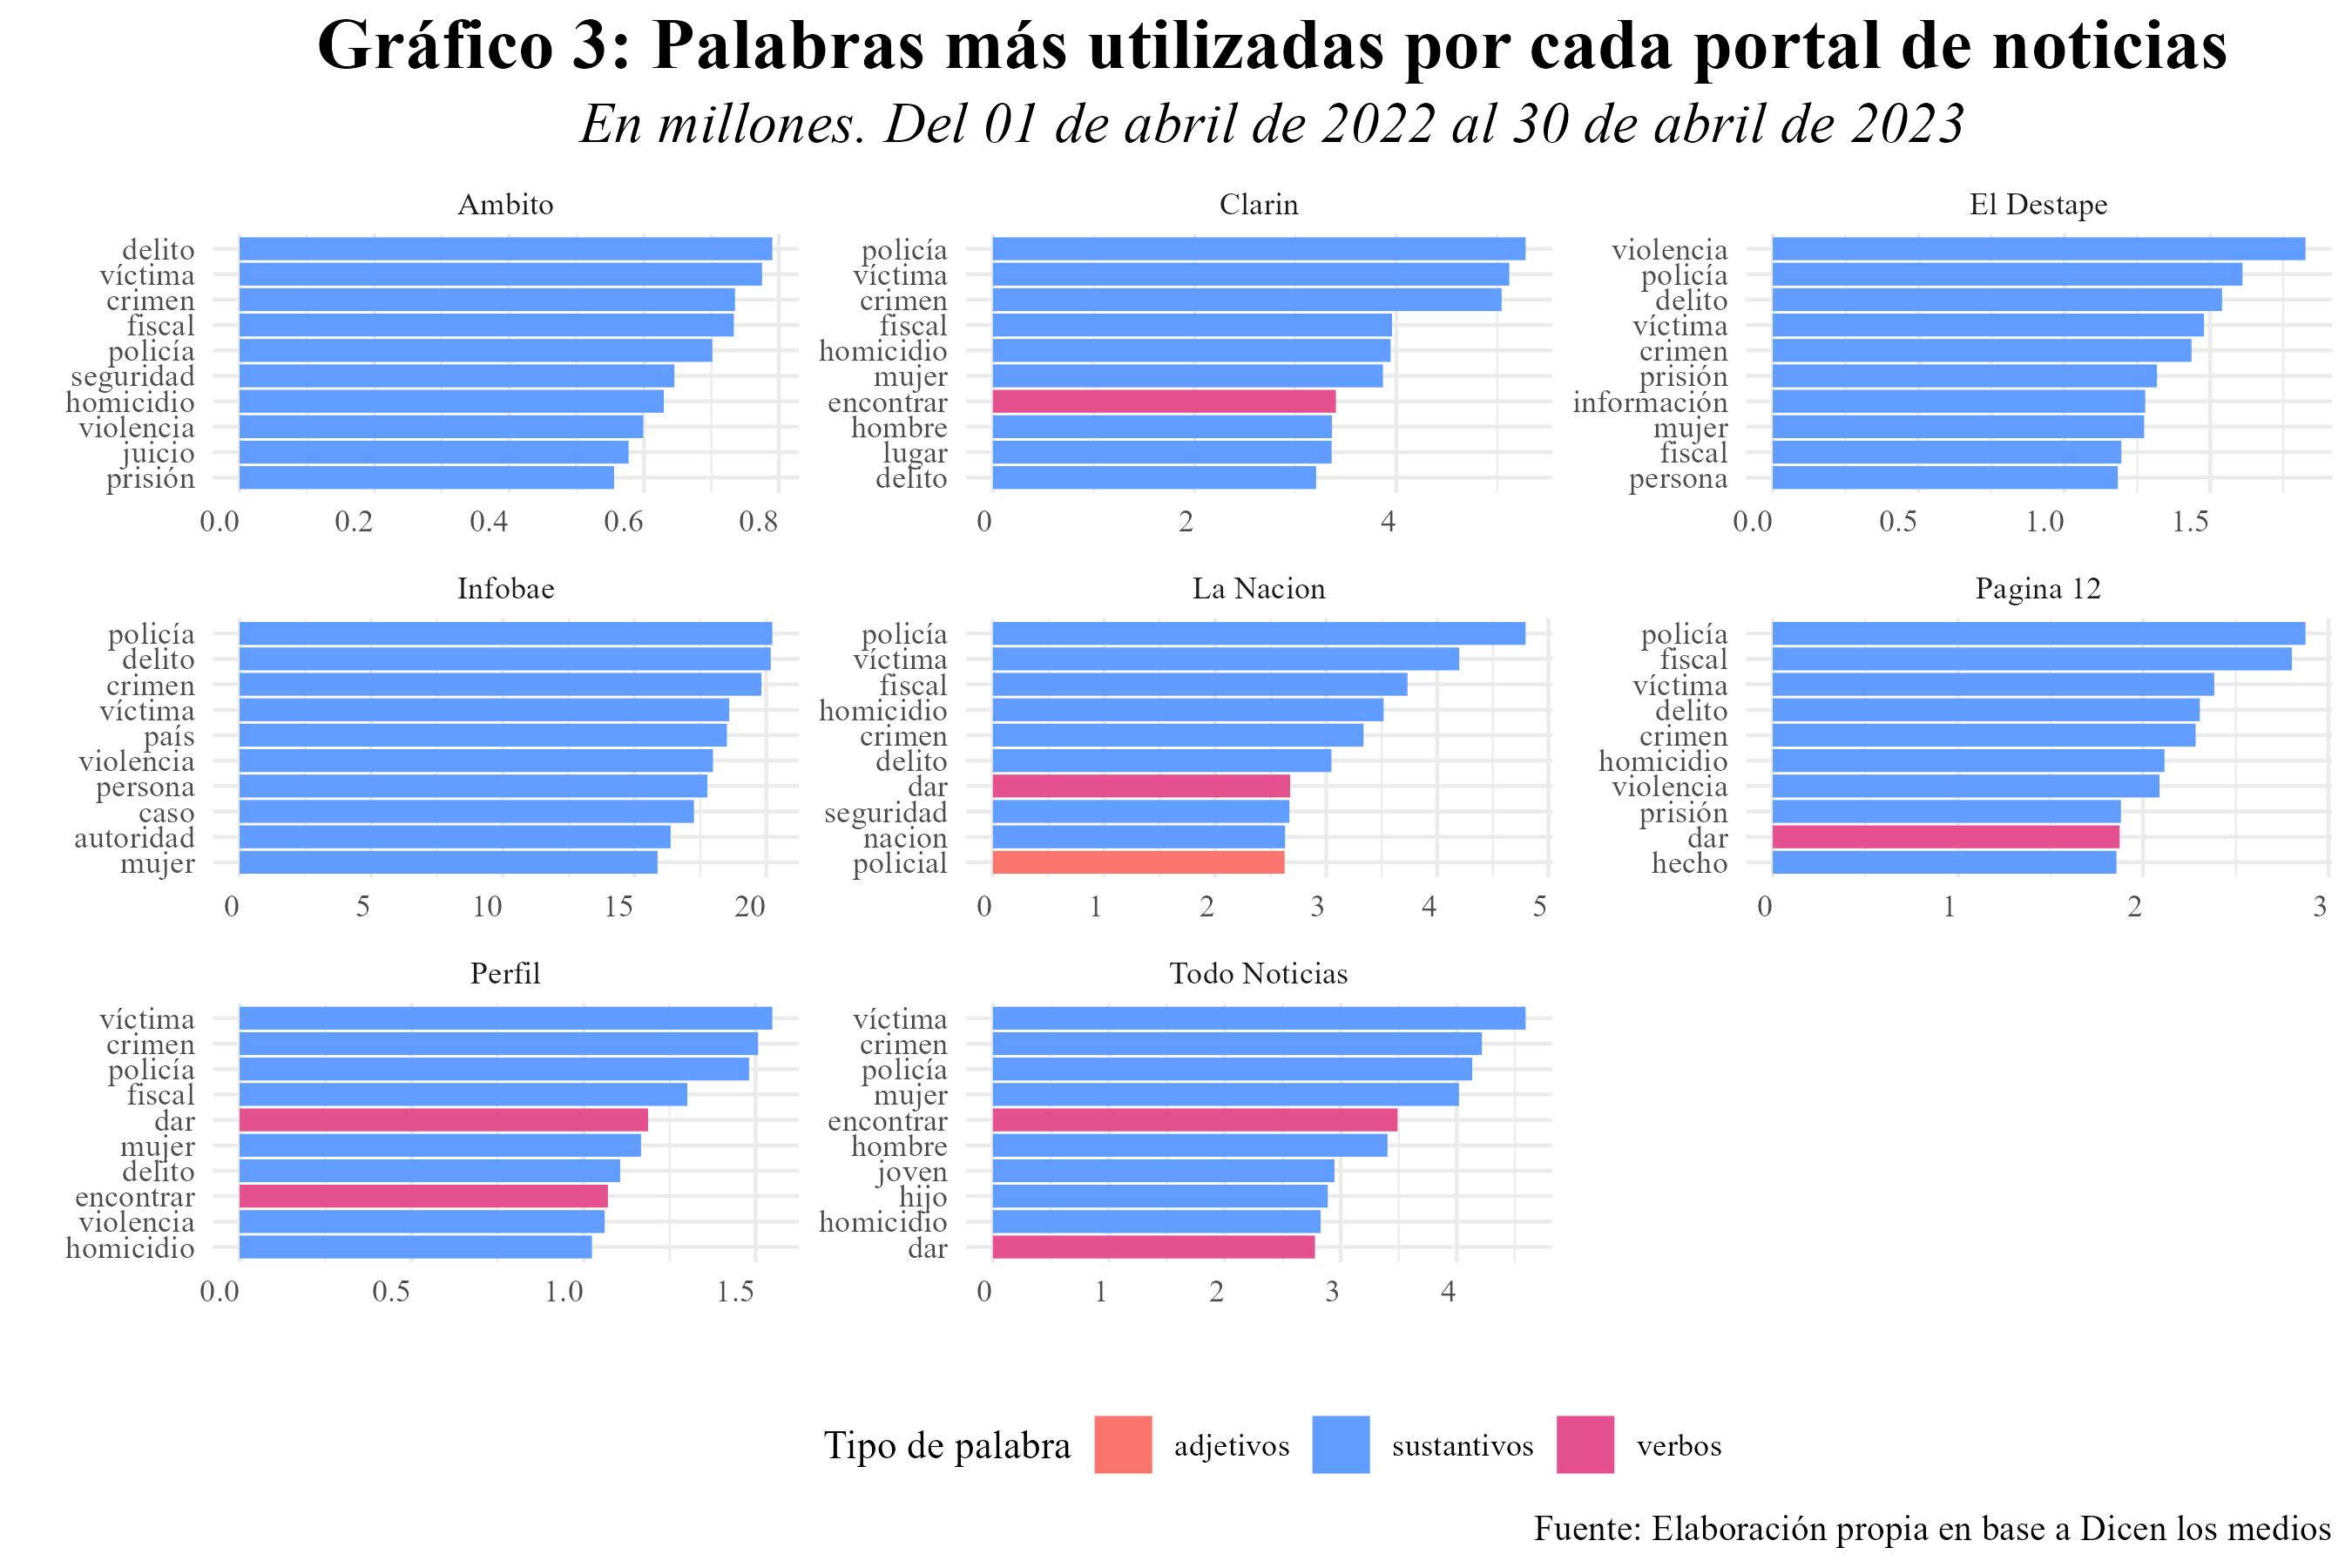 Gráfico 3: Palabras más utilizadas por cada portal de noticias
En millones. Del 01 de abril de 2022 al 30 de abril de 2023
Ambito
delito
víctima
crimen
fiscal
policía
seguridad
homicidio
violencia
juicio
prisión
0.0 0.2 0.4 0.6 0.8
Clarin
policía
víctima
crimen
fiscal
homicidio
mujer
encontrar
hombre
lugar
delito
0 2 4
El Destape
violencia
policía
delito
víctima
crimen
prisión
información
mujer
fiscal
persona
0.0 0.5 1.0 1.5
Infobae
policía
delito
crimen
víctima
país
violencia
persona
caso
autoridad
mujer
0 5 10 15 20
La Nacion
policía
víctima
fiscal
homicidio
crimen
delito
dar
seguridad
nacion
policial
0 1 2 3 4 5
Pagina 12
policía
fiscal
víctima
delito
crimen
homicidio
violencia
prisión
dar
hecho
0 1 2 3
Perfil
víctima
crimen
policía
fiscal
dar
mujer
delito
encontrar
violencia
homicidio
0.0 0.5 1.0 1.5
Todo Noticias
víctima
crimen
policía
mujer
encontrar
hombre
joven
hijo
homicidio
dar
0 1 2 3 4
Tipo de palabra adjetivos sustantivos verbos
Fuente: Elaboración propia en base a Dicen los medios